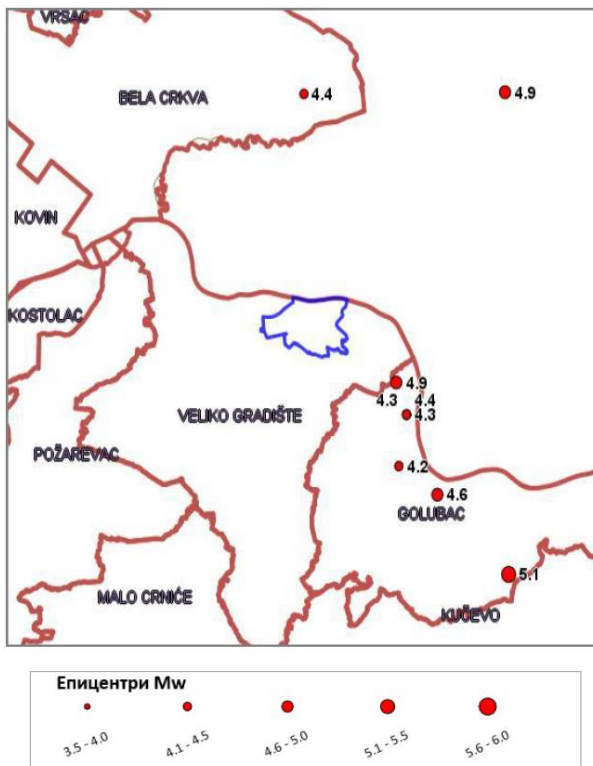 VRŠAC
BELA CRKVA
4.4
4.9
KOVIN
KOSTOLAC
4.9
4.3 4.4
VELIKO GRADIŠTE
4.3
POŽAREVAC
4.2
4.6
GOLUBAC
5.1
MALO CRNIĆE
KUČEVO
Епицентри Mw
3.5 - 4.0
4.1 - 4.5
4.6 - 5.0
5.1 - 5.5
5.6 - 6.0